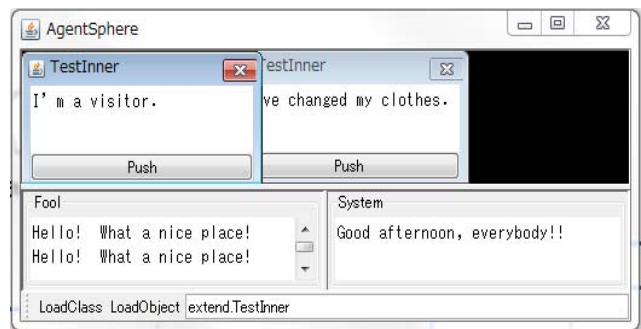 AgentSphere
TestInner
estInner
I'm a visitor.
ve changed my clothes.
Push
Push
Fool
System
Hello! What a nice place!
Hello! What a nice place!
Good afternoon, everybody!!
LoadClass LoadObject extend.TestInner